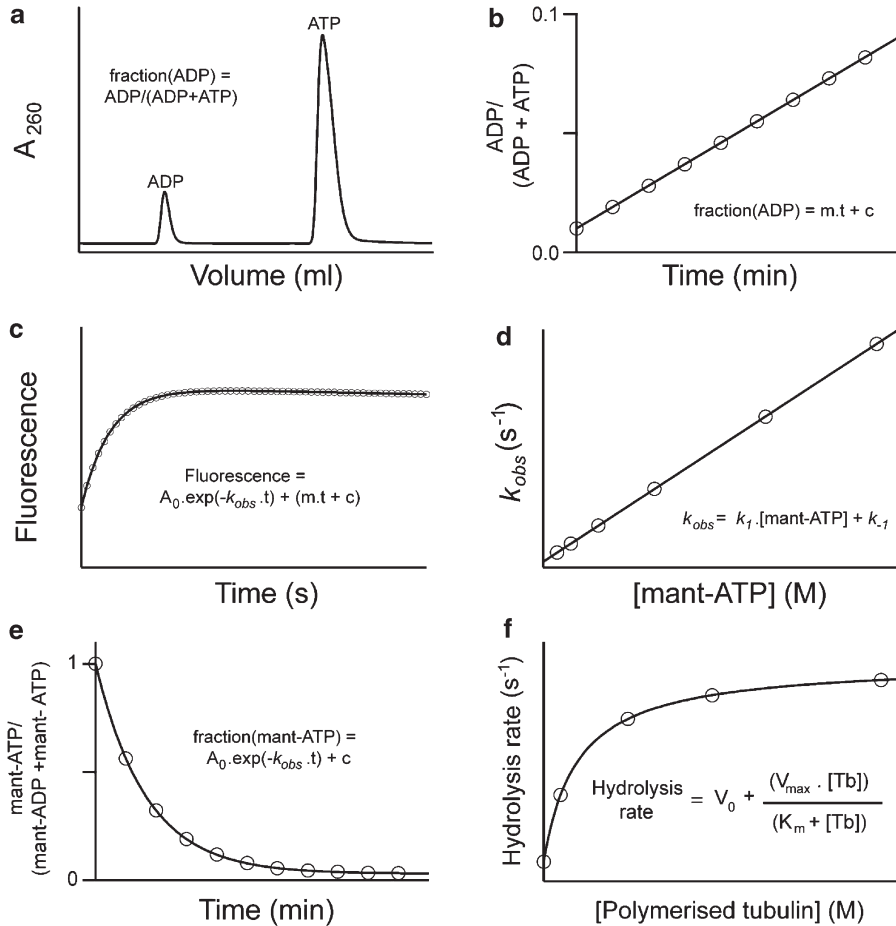 a
ATP
fraction(ADP) =
ADP/(ADP+ATP)
ADP
A260
Volume (ml)
b
0.1
ADP/
(ADP + ATP)
fraction(ADP) = m.t + c
0.0
Time (min)
c
Fluorescence
Fluorescence =
A0.exp(-kobs.t) + (m.t + c)
Time (s)
d
kobs (s-1)
kobs = k1.[mant-ATP] + k-1
[mant-ATP] (M)
e
1
mant-ATP/
(mant-ADP +mant- ATP)
fraction(mant-ATP) =
A0.exp(-kobs.t) + c
0
Time (min)
f
Hydrolysis rate (s-1)
Hydrolysis
rate
= V0 + (Vmax . [Tb])
(Km + [Tb])
[Polymerised tubulin] (M)